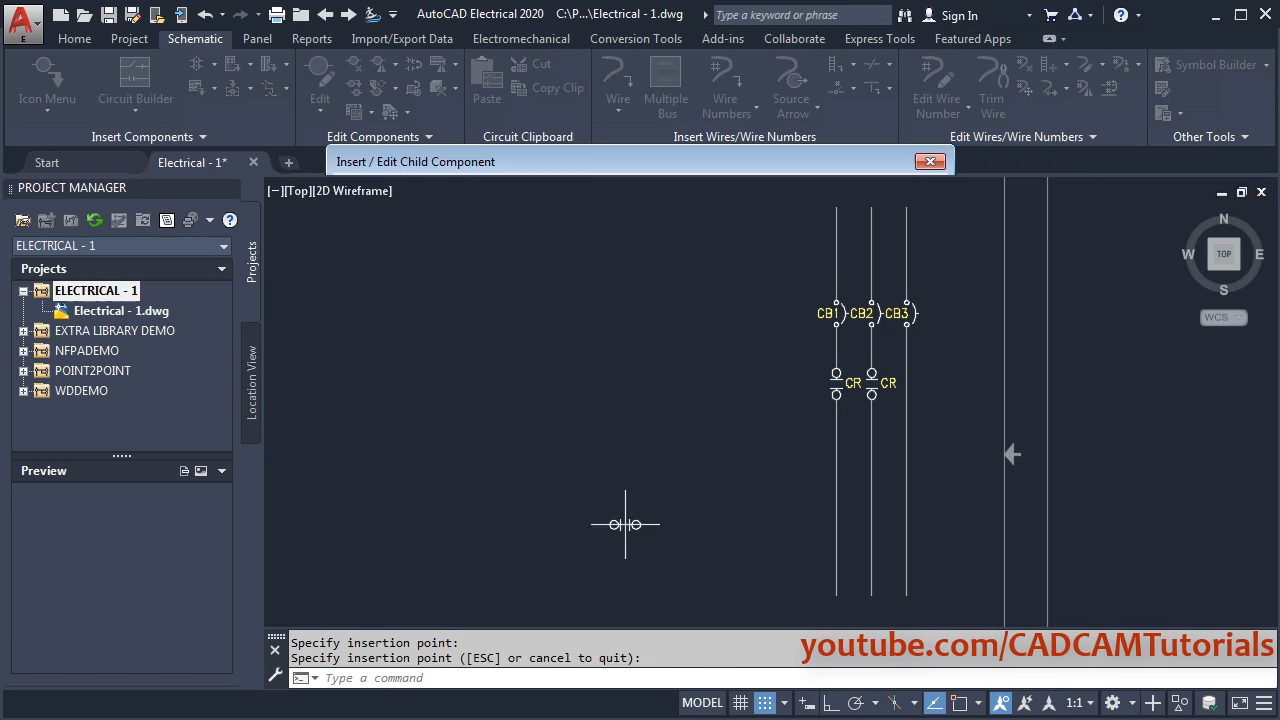 AutoCAD Electrical 2020 C:\P...\Electrical - 1.dwg
Type a keyword or phrase
Sign In
Home Project Schematic Panel Reports Import/Export Data Electromechanical Conversion Tools Add-ins Collaborate Express Tools Featured Apps
Cut
Symbol Builder
Copy Clip
Icon Menu Circuit Builder Edit Paste Wire Multiple Bus Wire Numbers Source Arrow Edit Wire Number Trim Wire
Insert Components Edit Components Circuit Clipboard Insert Wires/Wire Numbers Edit Wires/Wire Numbers Other Tools
Start Electrical - 1*
Insert / Edit Child Component
PROJECT MANAGER
[−][Top][2D Wireframe]
ELECTRICAL - 1
Projects
ELECTRICAL - 1
Electrical - 1.dwg
EXTRA LIBRARY DEMO
NFPADEMO
POINT2POINT
WDDEMO
Preview
Projects
Location View
CB1 CB2 CB3
CR CR
N
W TOP E
S
WCS
Specify insertion point:
Specify insertion point ([ESC] or cancel to quit):
Type a command
youtube.com/CADCAMTutorials
MODEL 1:1